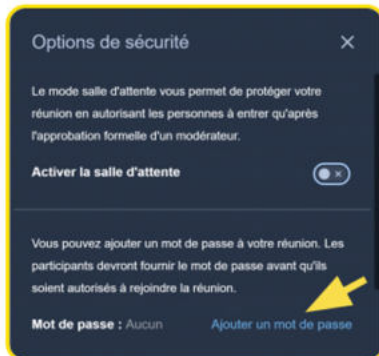 Options de sécurité
Le mode salle d'attente vous permet de protéger votre
réunion en autorisant les personnes à entrer qu'après
l'approbation formelle d'un modérateur.
Activer la salle d'attente
Vous pouvez ajouter un mot de passe à votre réunion. Les
participants devront fournir le mot de passe avant qu'ils
soient autorisés à rejoindre la réunion.
Mot de passe : Aucun Ajouter un mot de passe